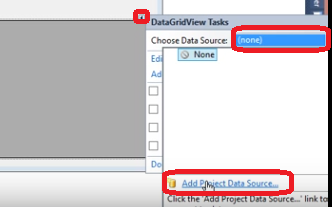 DataGridView Tasks
Choose Data Source: (none)
None
Add Project Data Source...
Click the 'Add Project Data Source...' link to